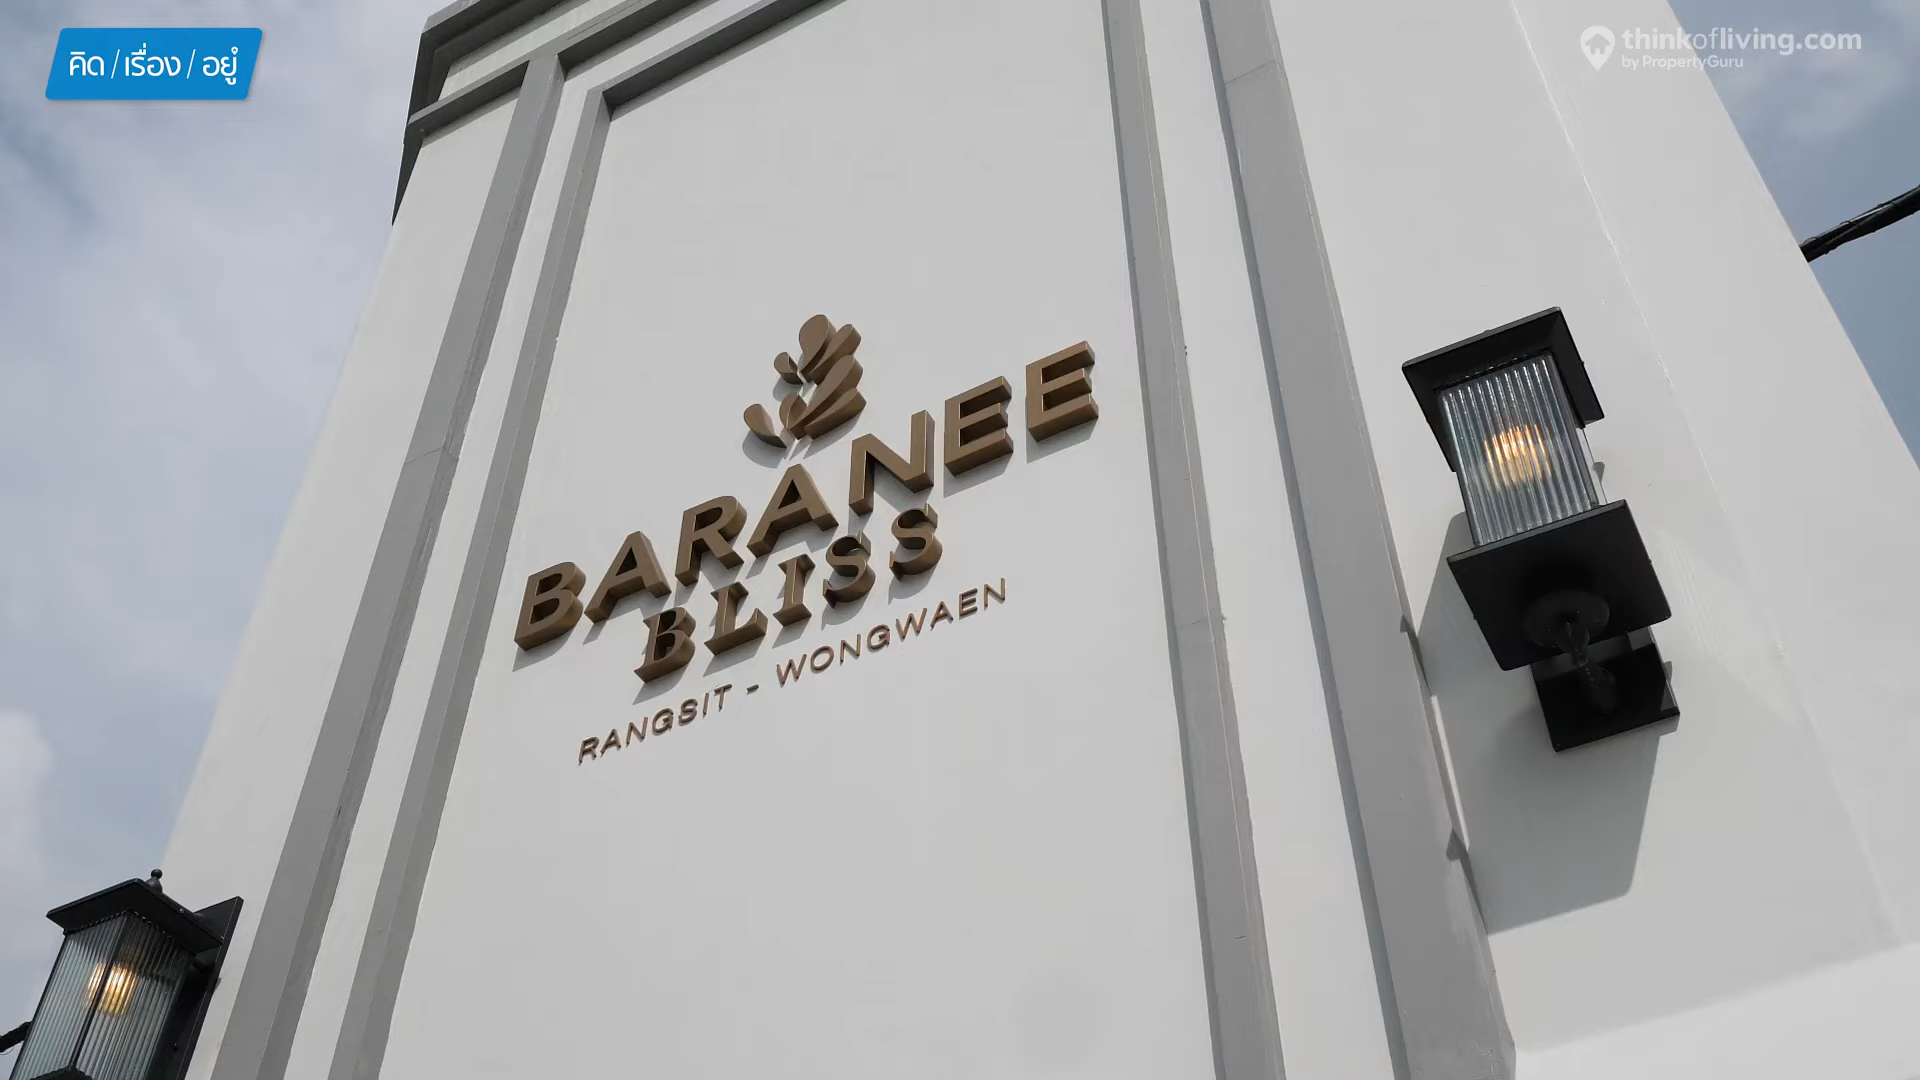 คิด/เรื่อง/อยู่
thinkofliving.com
by PropertyGuru
BARANEE
BLISS
RANGSIT - WONGWAEN